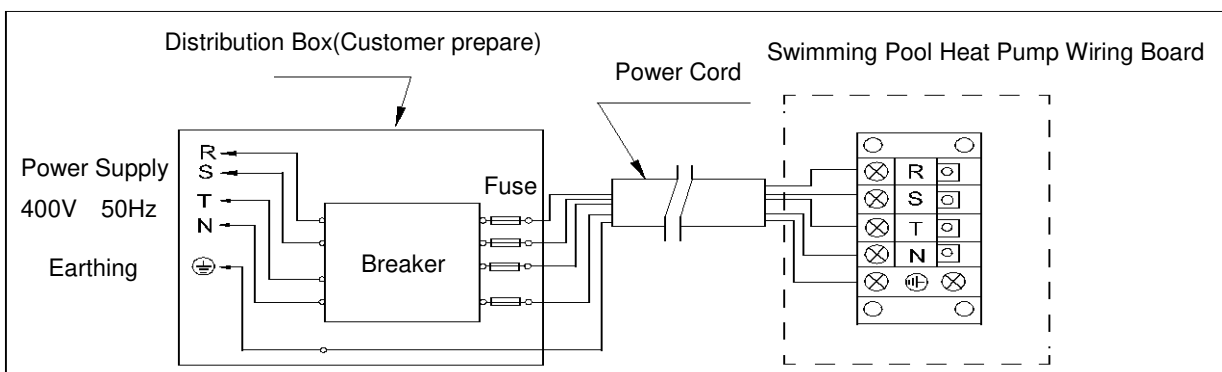 Distribution Box(Customer prepare)
Power Cord
Swimming Pool Heat Pump Wiring Board
Power Supply
400V 50Hz
Earthing
R
S
T
N
Fuse
Breaker
R
S
T
N